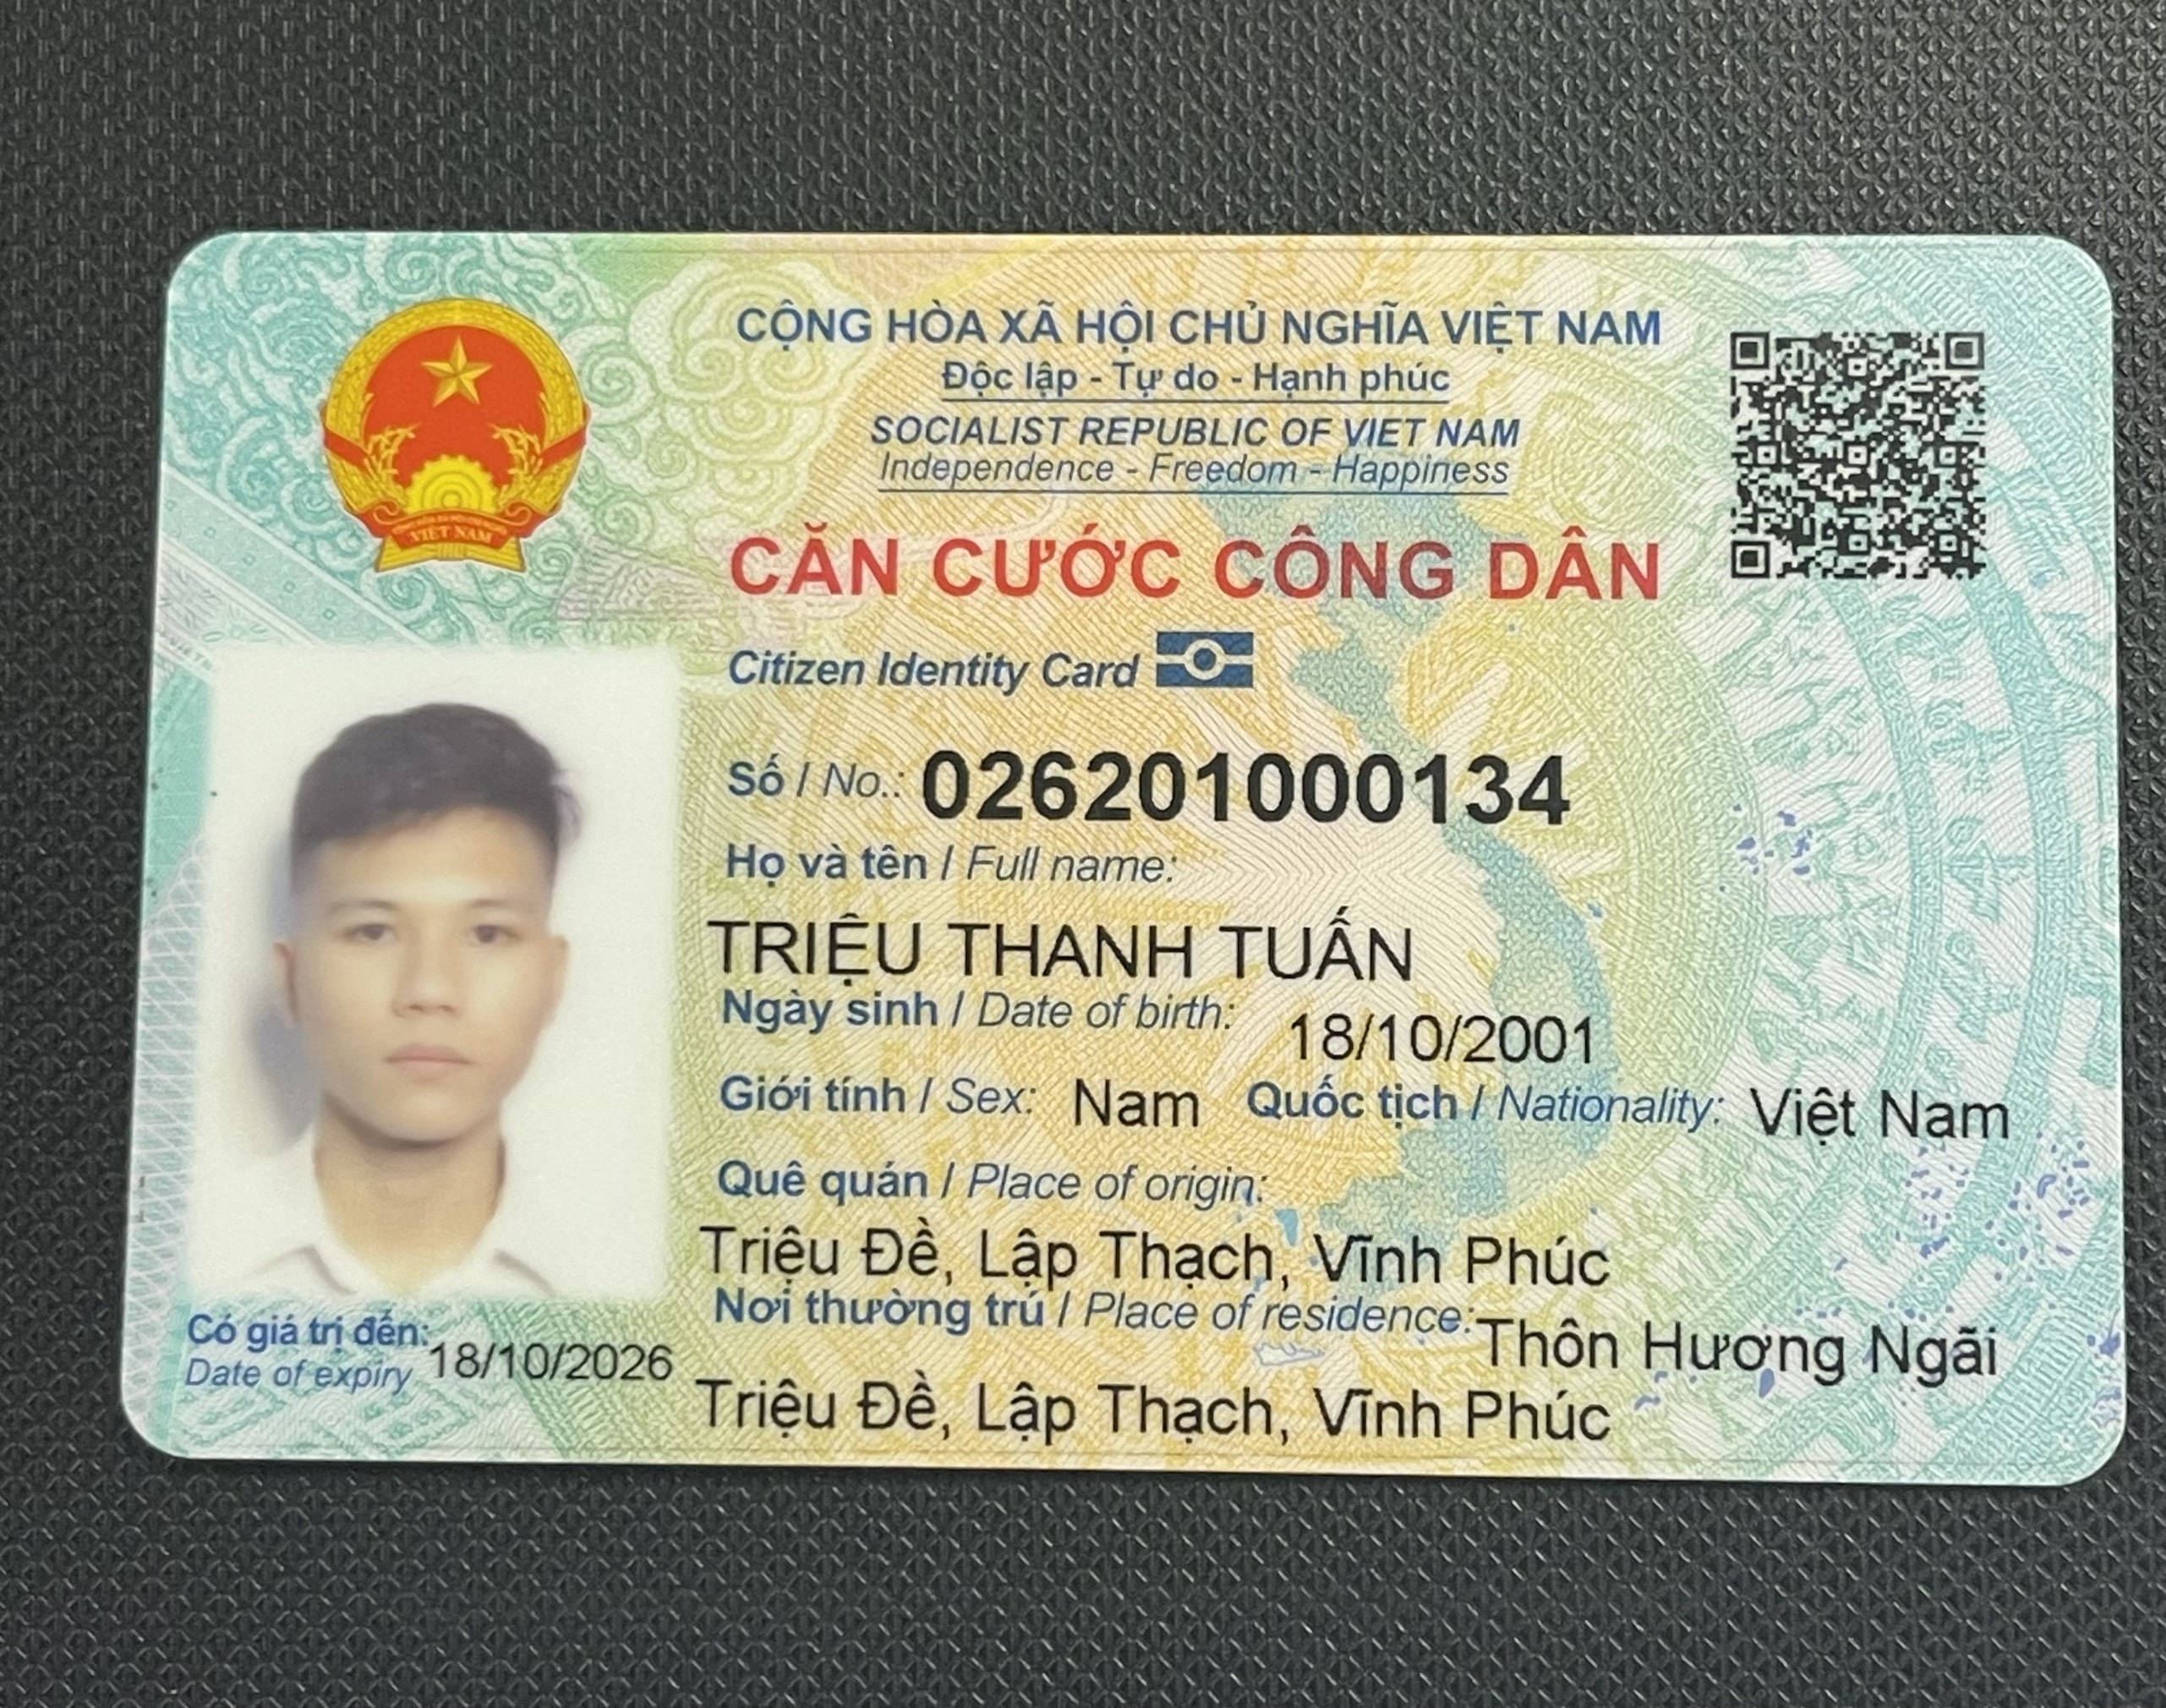 CỘNG HÒA XÃ HỘI CHỦ NGHĨA VIỆT NAM
Độc lập - Tự do - Hạnh phúc
SOCIALIST REPUBLIC OF VIET NAM
Independence - Freedom - Happiness
VIỆT NAM
CĂN CƯỚC CÔNG DÂN
Citizen Identity Card
Số / No.: 026201000134
Họ và tên / Full name:
TRIỆU THANH TUẤN
Ngày sinh / Date of birth: 18/10/2001
Giới tính / Sex: Nam Quốc tịch / Nationality: Việt Nam
Quê quán / Place of origin:
Triệu Đề, Lập Thạch, Vĩnh Phúc
Nơi thường trú / Place of residence: Thôn Hương Ngãi
Triệu Đề, Lập Thạch, Vĩnh Phúc
Có giá trị đến: 18/10/2026
Date of expiry